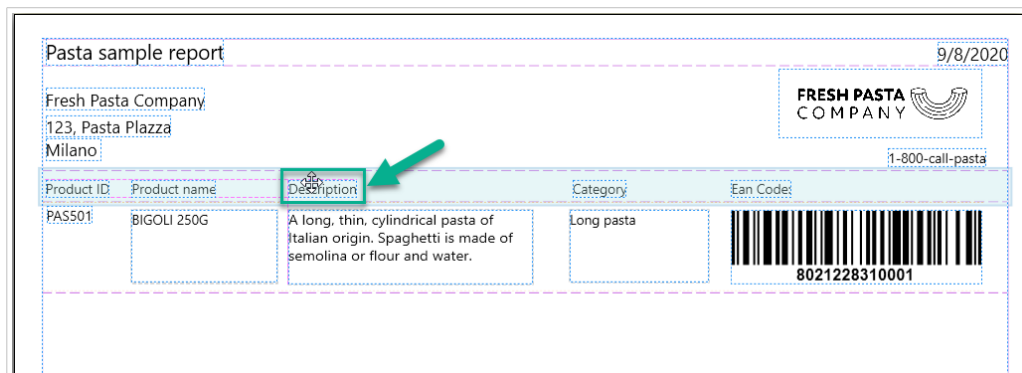 Pasta sample report 9/8/2020
Fresh Pasta Company
123, Pasta Plazza
Milano
FRESH PASTA
COMPANY
1-800-call-pasta
Product ID Product name Description Category Ean Code:
PAS501 BIGOLI 250G A long, thin, cylindrical pasta of Long pasta
Italian origin. Spaghetti is made of
semolina or flour and water.
8021228310001